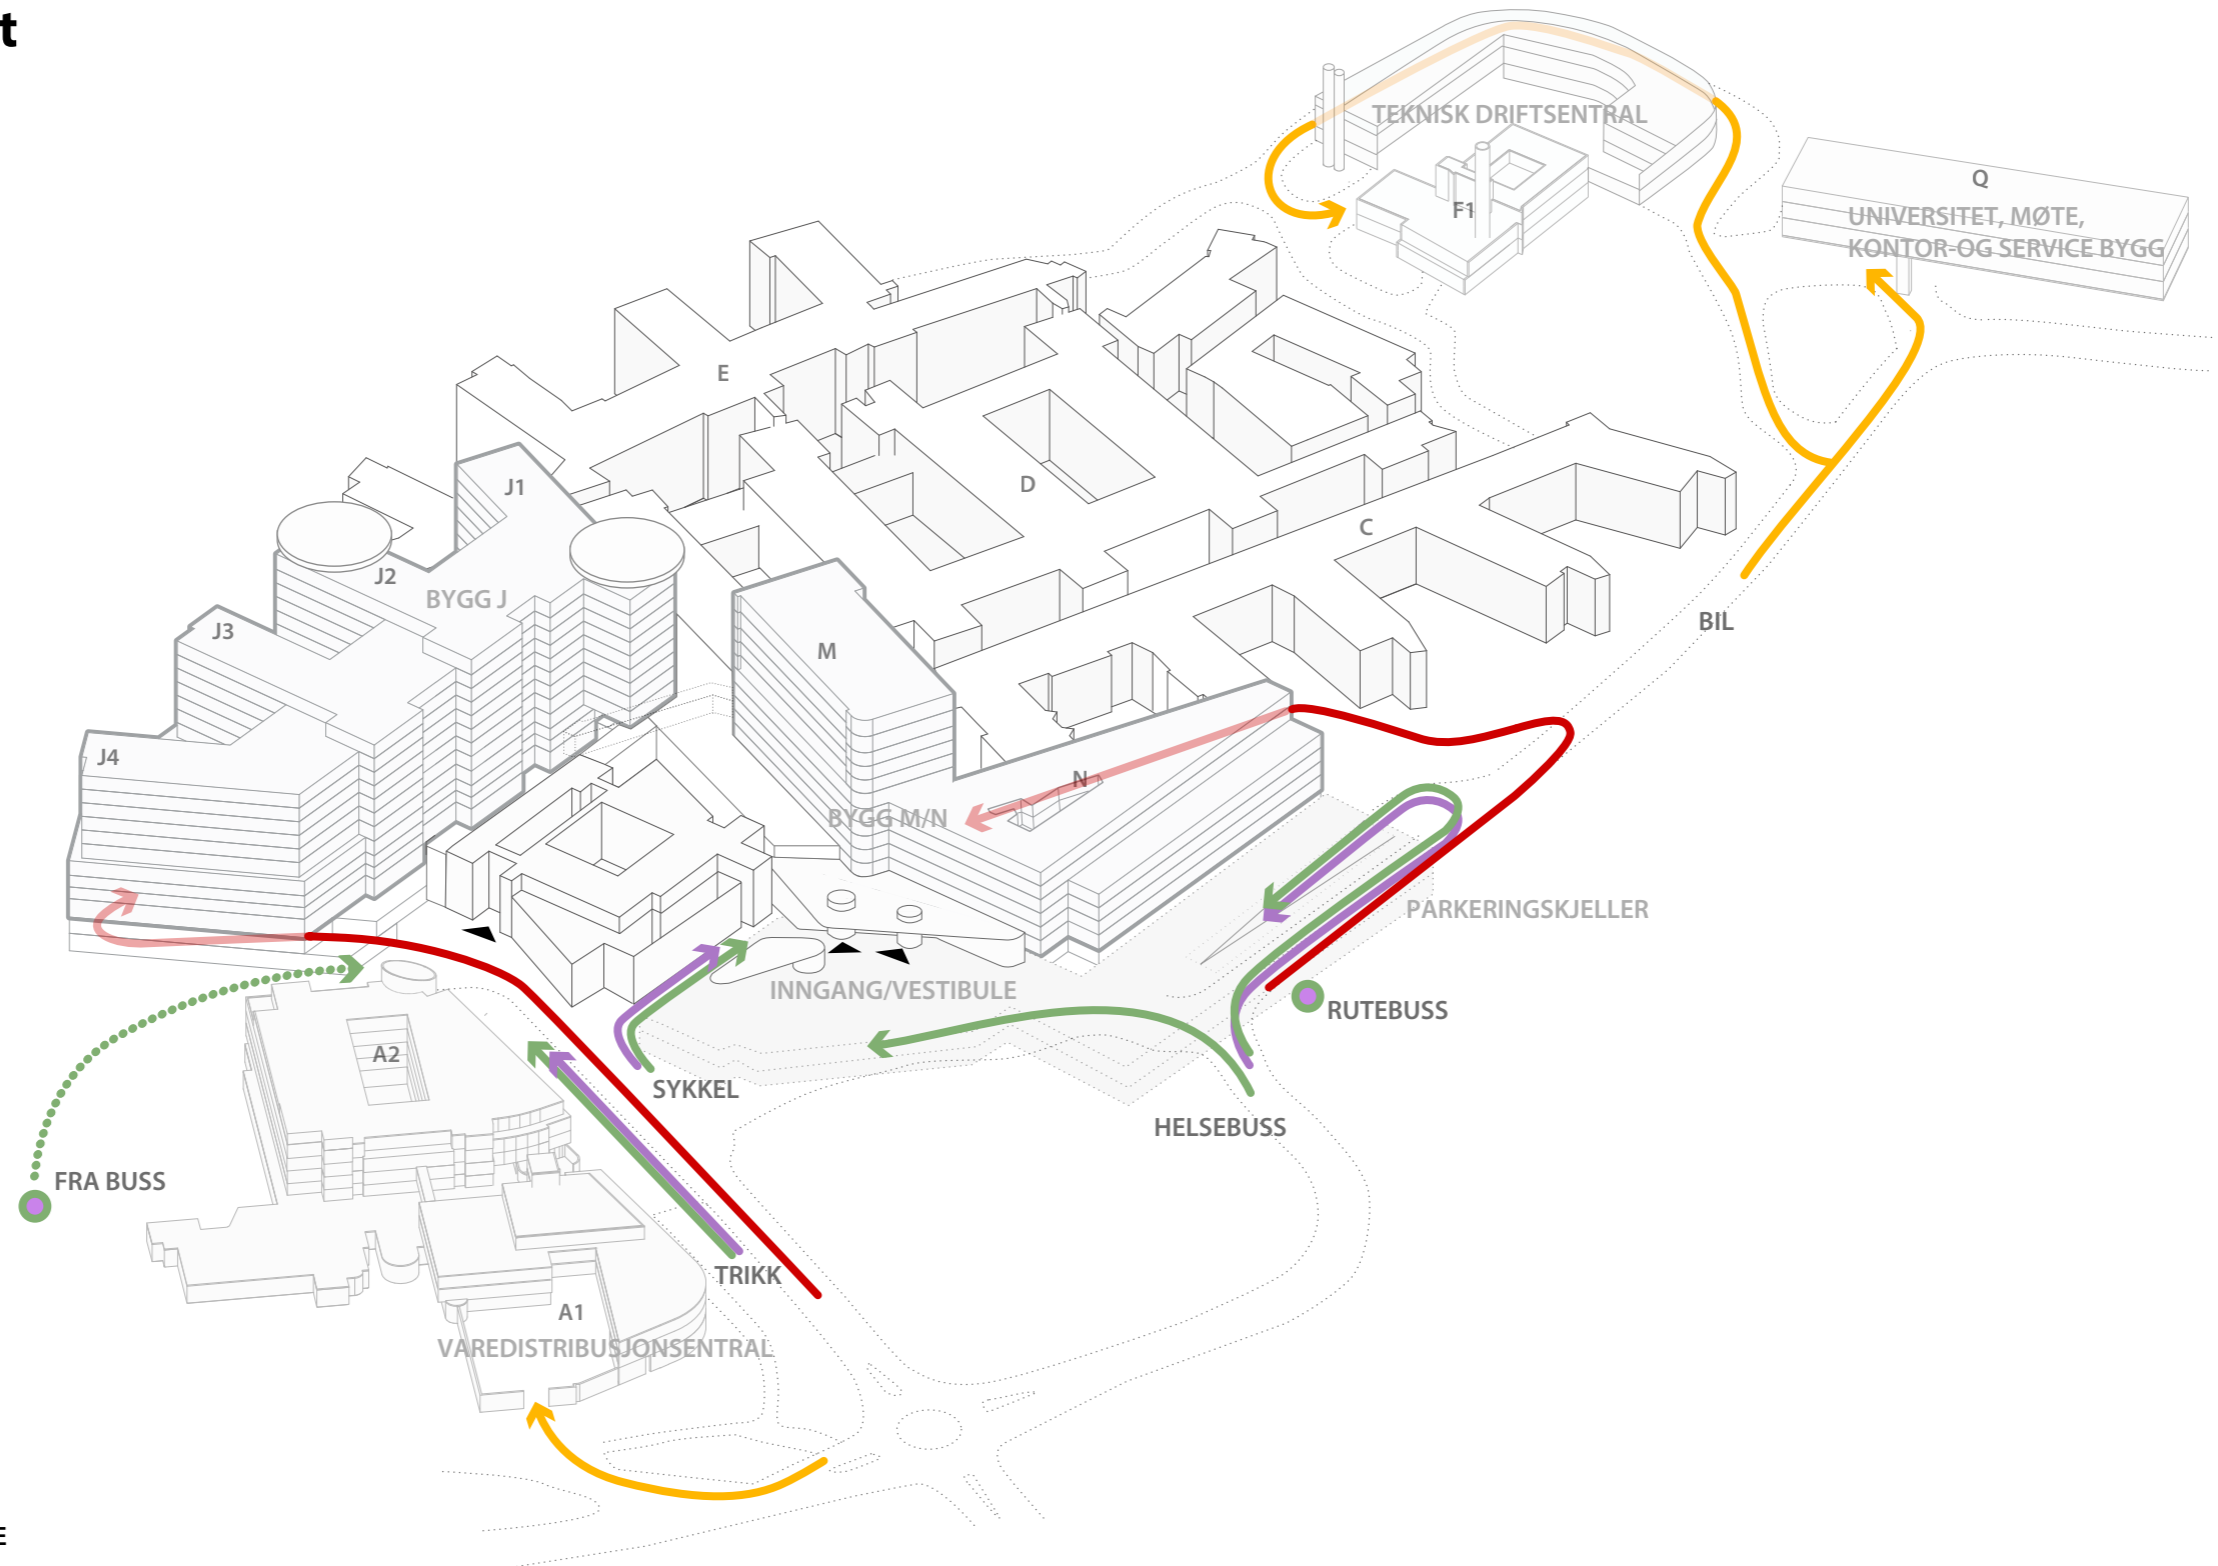 t
TEKNISK DRIFTSENTRAL
F1
Q
UNIVERSITET, MØTE,
KONTOR-OG SERVICE BYGG
E
D
C
J1
J2
BYGG J
J3
J4
M
N
BYGG M/N
BIL
PARKERINGSKJELLER
INNGANG/VESTIBULE
RUTEBUSS
SYKKEL
HELSEBUSS
A2
FRA BUSS
TRIKK
A1
VAREDISTRIBUSJONSENTRAL
E